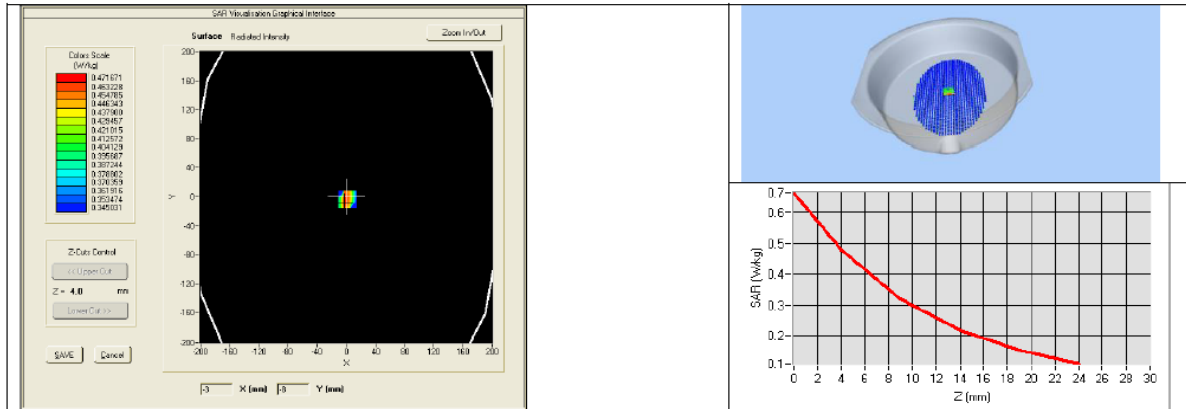 SAR Visualisation Graphical Interface
Surface Radiated Intensity
Zoom In/Out
Colors Scale
(W/kg)
0.471671
0.463228
0.454785
0.446343
0.437900
0.429457
0.421015
0.412572
0.404129
0.395687
0.387244
0.378802
0.370359
0.361916
0.353474
0.345031
Z-Cuts Control
<< Upper Cut
Z = 4.0 mm
Lower Cut >>
SAVE Cancel
200
160
120
80
40
0
-40
-80
-120
-160
-200
Y
-200 -160 -120 -80 -40 0 40 80 120 160 200
X
-3 X (mm) -8 Y (mm)
0.7
0.6
0.5
0.4
0.3
0.2
0.1
SAR (W/kg)
0 2 4 6 8 10 12 14 16 18 20 22 24 26 28 30
Z (mm)